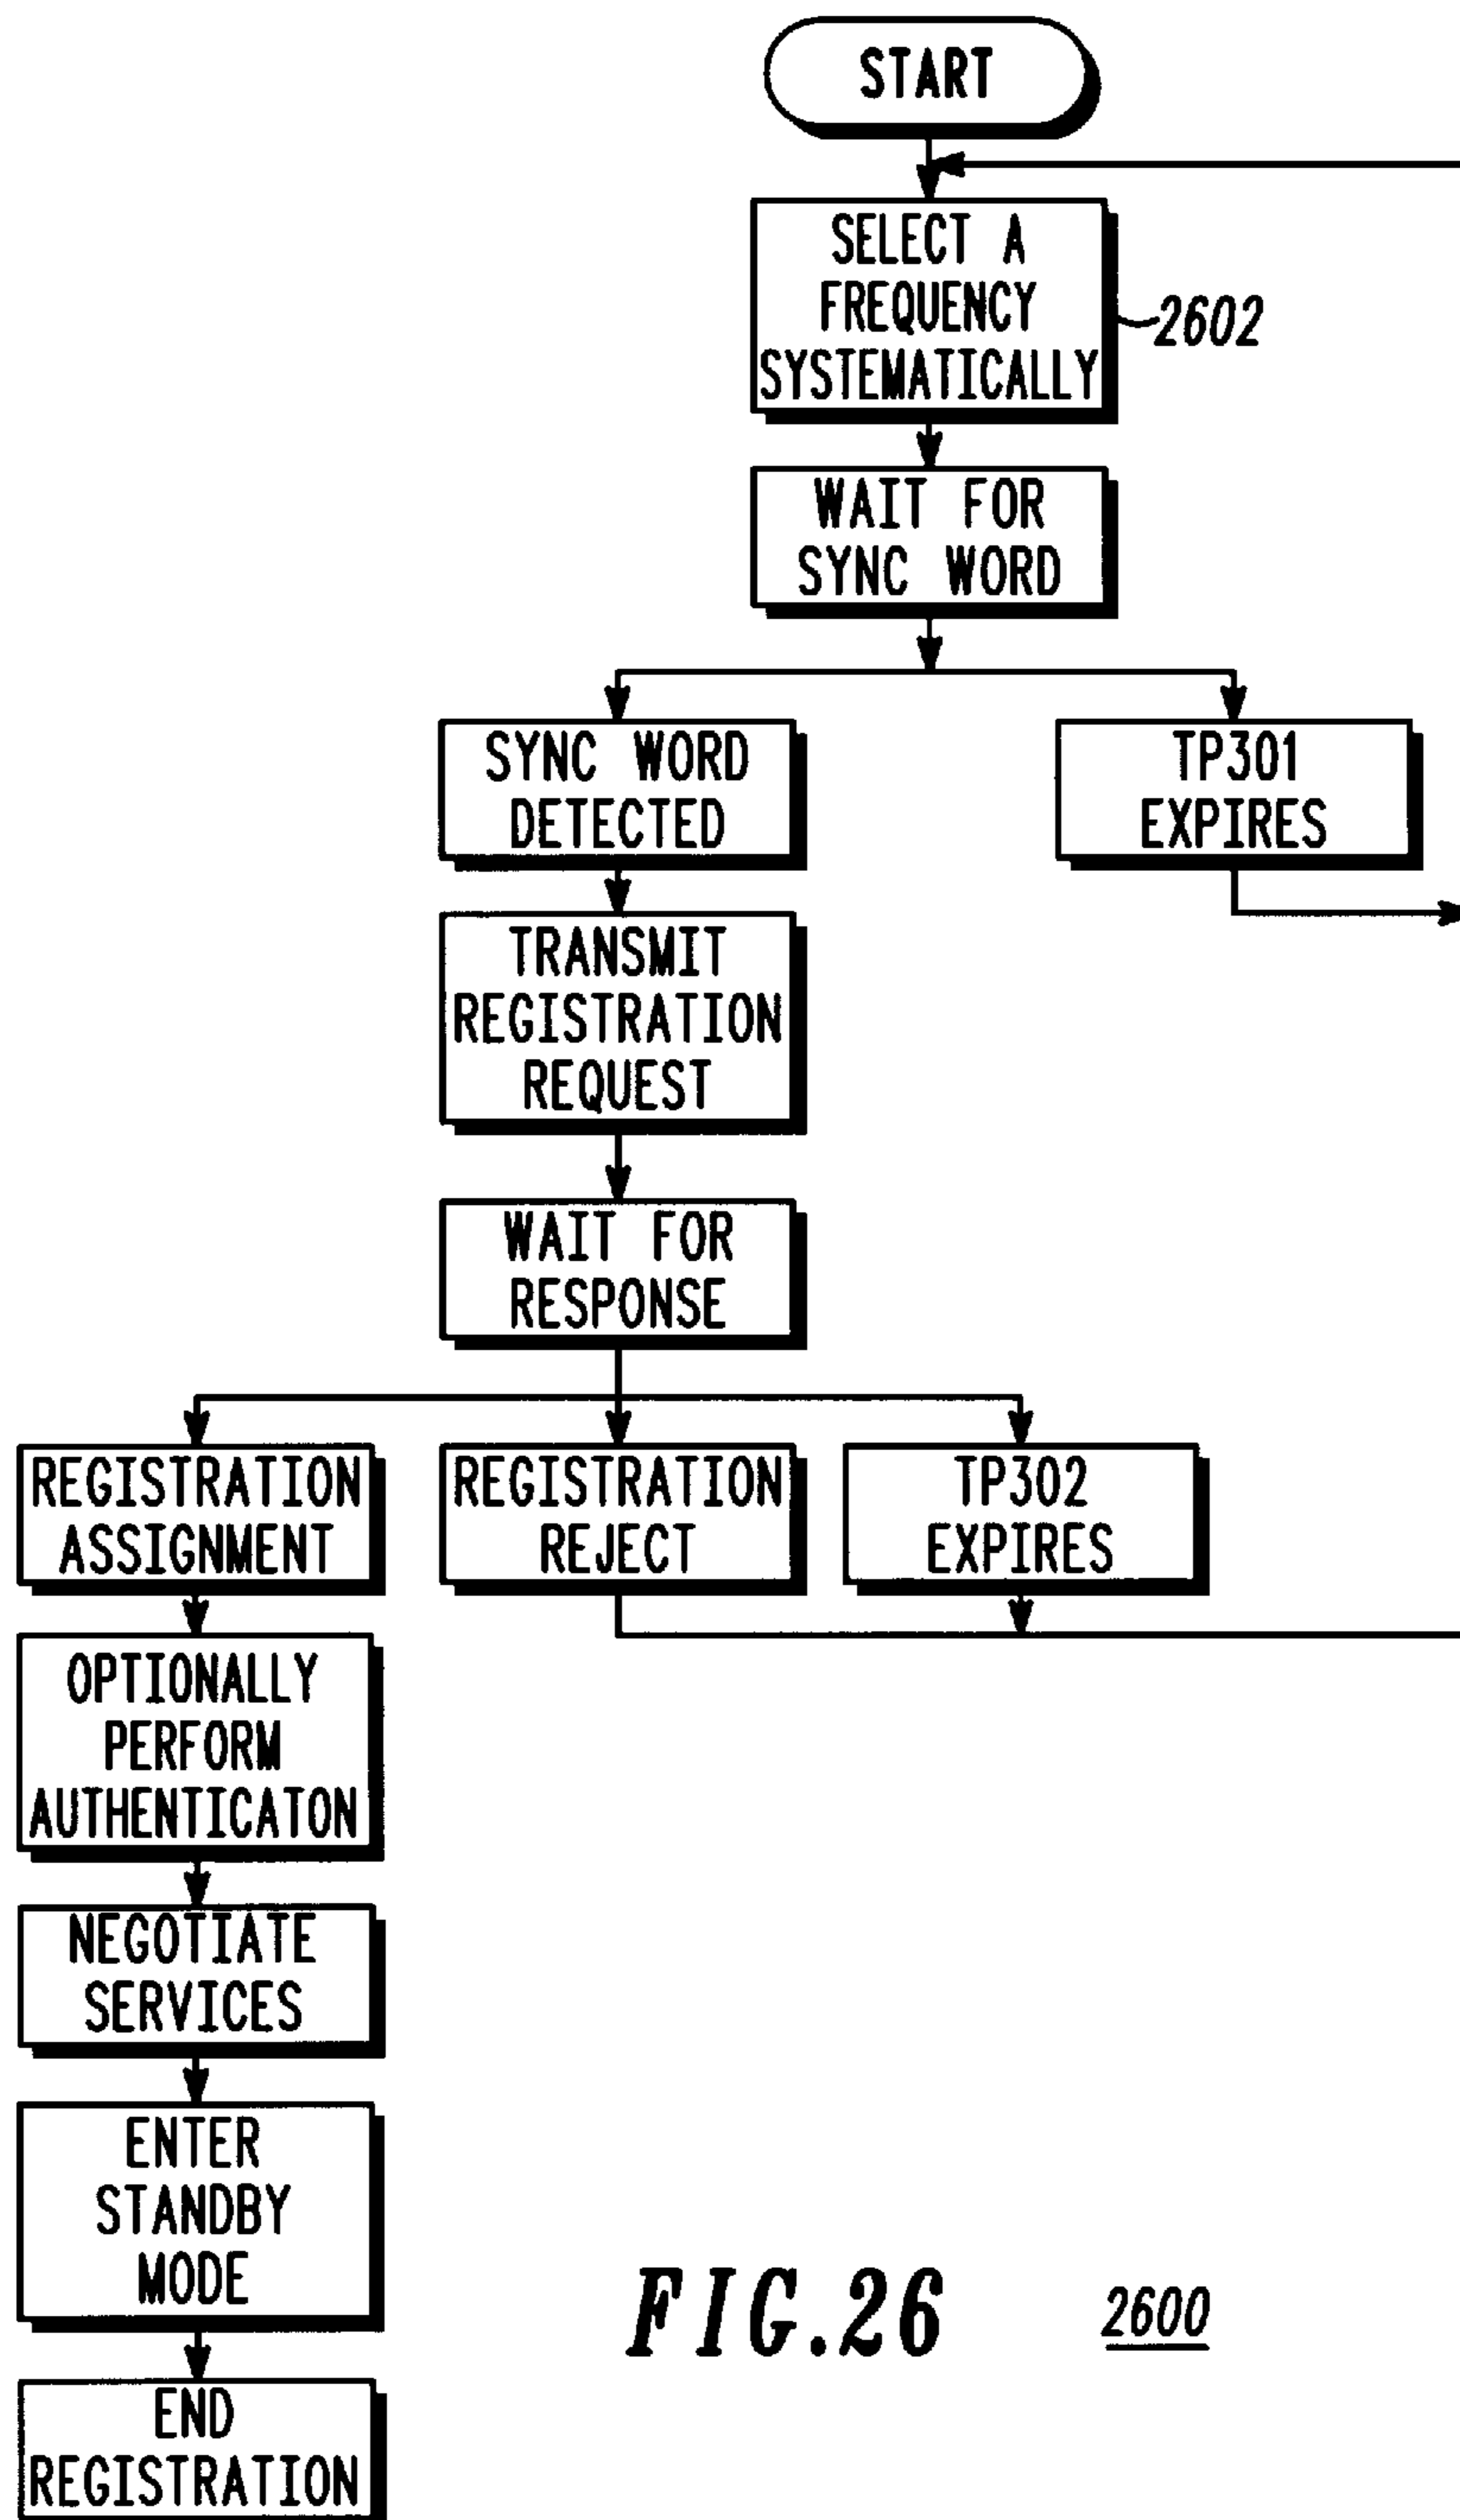 START
SELECT A
FREQUENCY
SYSTEMATICALLY
2602
WAIT FOR
SYNC WORD
SYNC WORD
DETECTED
TP301
EXPIRES
TRANSMIT
REGISTRATION
REQUEST
WAIT FOR
RESPONSE
REGISTRATION
ASSIGNMENT
REGISTRATION
REJECT
TP302
EXPIRES
OPTIONALLY
PERFORM
AUTHENTICATON
NEGOTIATE
SERVICES
ENTER
STANDBY
MODE
END
REGISTRATION
FIG.26
2600